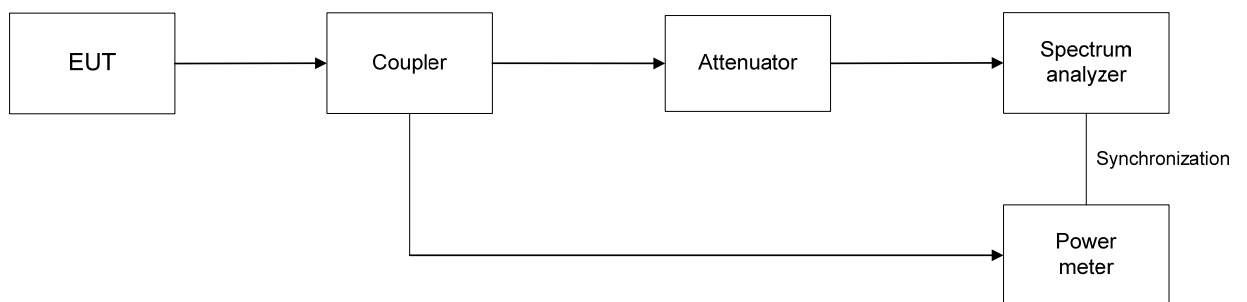 EUT
Coupler
Attenuator
Spectrum
analyzer
Synchronization
Power
meter